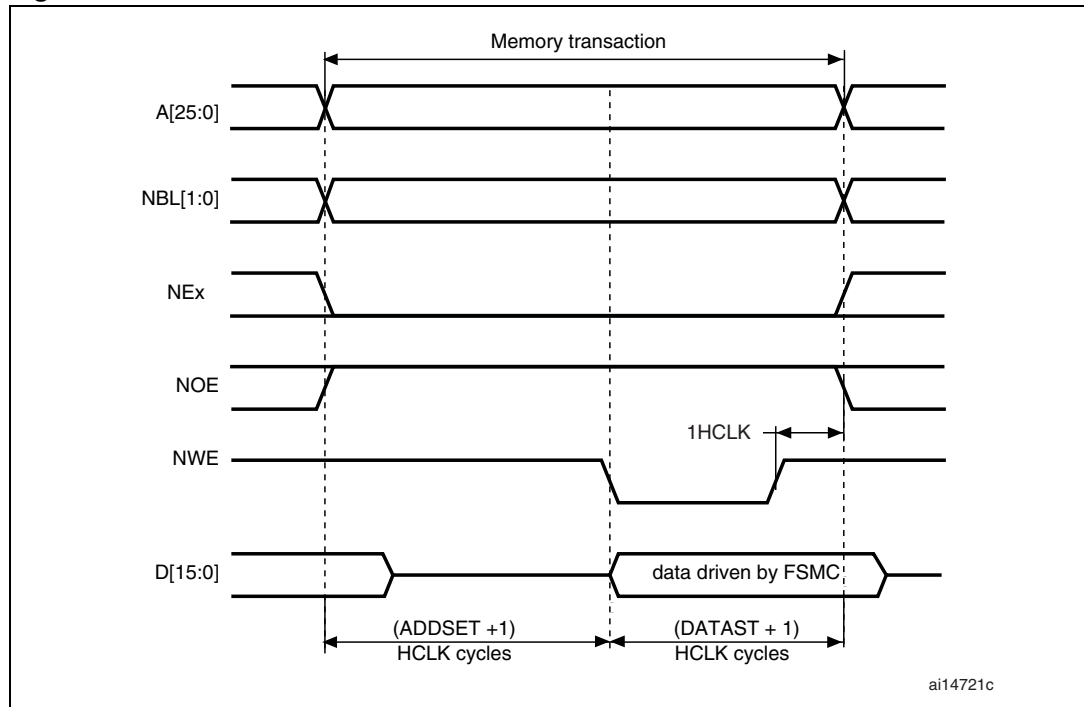 Memory transaction
A[25:0]
NBL[1:0]
NEx
NOE
1HCLK
NWE
D[15:0]
data driven by FSMC
(ADDSET +1)
HCLK cycles
(DATAST + 1)
HCLK cycles
ai14721c